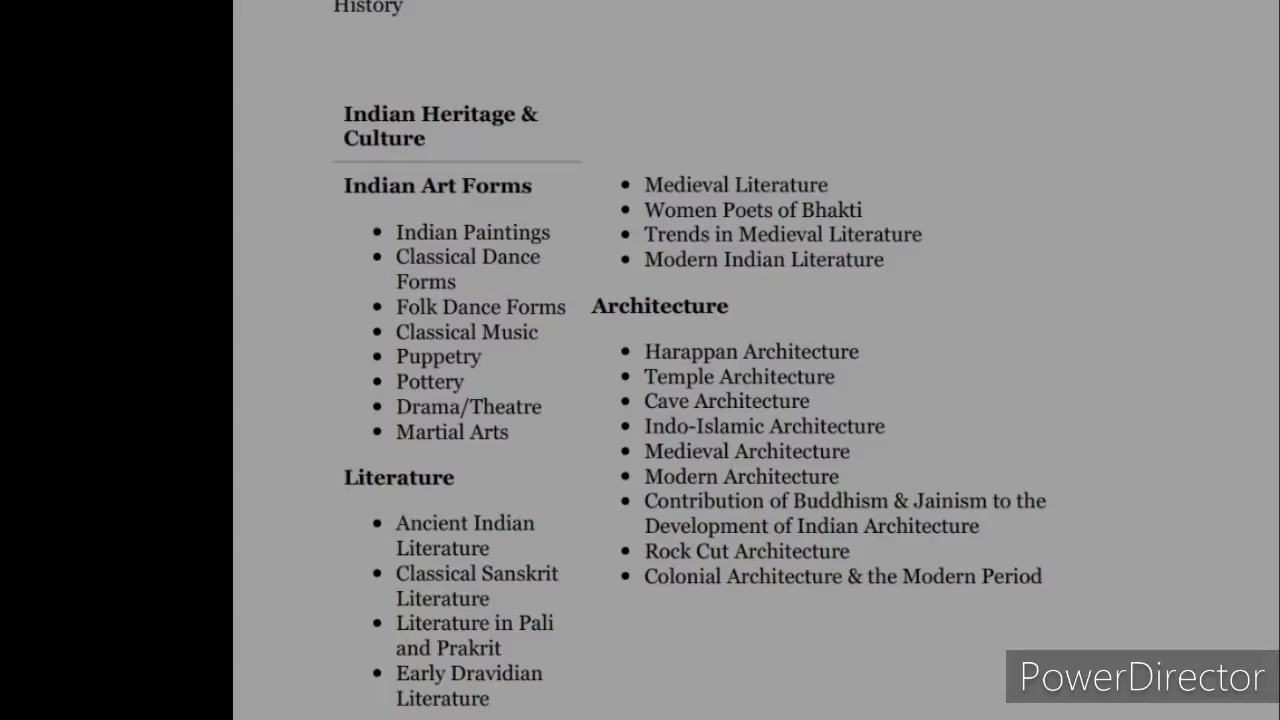 History
Indian Heritage &
Culture
Indian Art Forms
• Indian Paintings
• Classical Dance
Forms
• Folk Dance Forms
• Classical Music
• Puppetry
• Pottery
• Drama/Theatre
• Martial Arts
Literature
• Ancient Indian
Literature
• Classical Sanskrit
Literature
• Literature in Pali
and Prakrit
• Early Dravidian
Literature
• Medieval Literature
• Women Poets of Bhakti
• Trends in Medieval Literature
• Modern Indian Literature
Architecture
• Harappan Architecture
• Temple Architecture
• Cave Architecture
• Indo-Islamic Architecture
• Medieval Architecture
• Modern Architecture
• Contribution of Buddhism & Jainism to the
Development of Indian Architecture
• Rock Cut Architecture
• Colonial Architecture & the Modern Period
PowerDirector